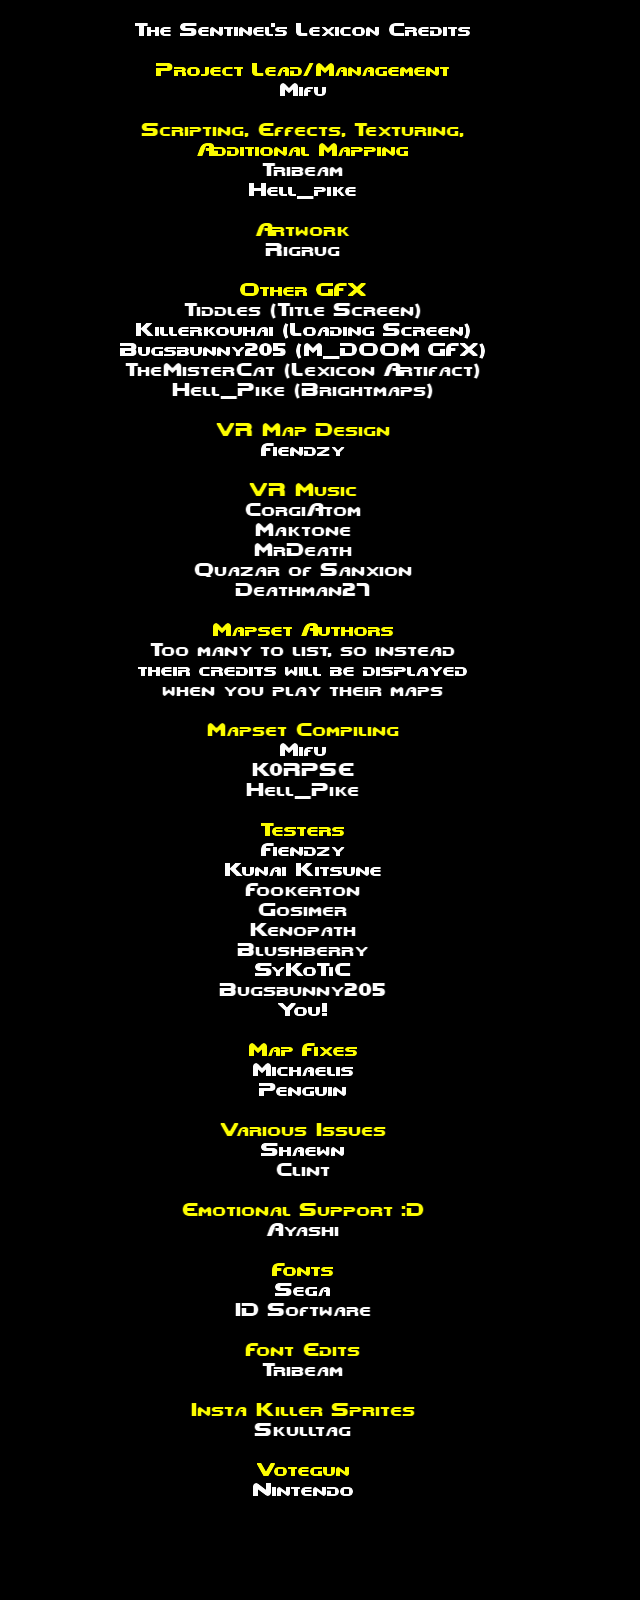 The Sentinel's Lexicon Credits
Project Lead/Management
Mifu
Scripting, Effects, Texturing,
Additional Mapping
Tribeam
Hell_pike
Artwork
Rigrug
Other GFX
Tiddles (Title Screen)
Killerkouhai (Loading Screen)
Bugsbunny205 (M_DOOM GFX)
TheMisterCat (Lexicon Artifact)
Hell_Pike (Brightmaps)
VR Map Design
Fiendzy
VR Music
CorgiAtom
Maktone
MrDeath
Quazar of Sanxion
Deathman27
Mapset Authors
Too many to list, so instead
their credits will be displayed
when you play their maps
Mapset Compiling
Mifu
K0RPSE
Hell_Pike
Testers
Fiendzy
Kunai Kitsune
Fookerton
Gosimer
Kenopath
Blushberry
SyKoTiC
Bugsbunny205
You!
Map Fixes
Michaelis
Penguin
Various Issues
Shaewn
Clint
Emotional Support :D
Ayashi
Fonts
Sega
ID Software
Font Edits
Tribeam
Insta Killer Sprites
Skulltag
Votegun
Nintendo